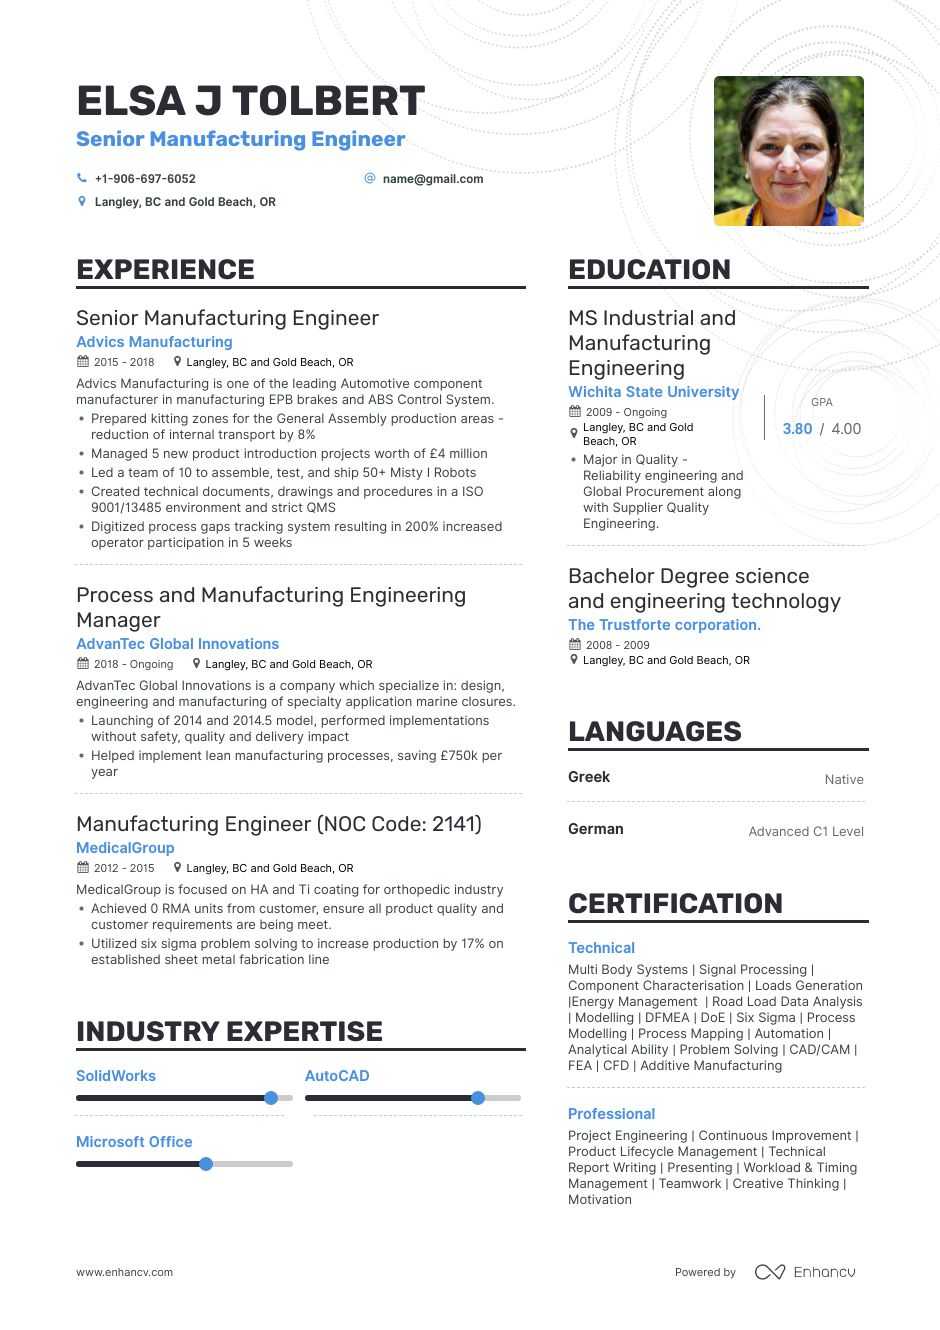 ELSA J TOLBERT
Senior Manufacturing Engineer
+1-906-697-6052
name@gmail.com
Langley, BC and Gold Beach, OR
EXPERIENCE
Senior Manufacturing Engineer
Advics Manufacturing
2015 - 2018 Langley, BC and Gold Beach, OR
Advics Manufacturing is one of the leading Automotive component
manufacturer in manufacturing EPB brakes and ABS Control System.
• Prepared kitting zones for the General Assembly production areas -
reduction of internal transport by 8%
• Managed 5 new product introduction projects worth of £4 million
• Led a team of 10 to assemble, test, and ship 50+ Misty I Robots
• Created technical documents, drawings and procedures in a ISO
9001/13485 environment and strict QMS
• Digitized process gaps tracking system resulting in 200% increased
operator participation in 5 weeks
Process and Manufacturing Engineering
Manager
AdvanTec Global Innovations
2018 - Ongoing Langley, BC and Gold Beach, OR
AdvanTec Global Innovations is a company which specialize in: design,
engineering and manufacturing of specialty application marine closures.
• Launching of 2014 and 2014.5 model, performed implementations
without safety, quality and delivery impact
• Helped implement lean manufacturing processes, saving £750k per
year
Manufacturing Engineer (NOC Code: 2141)
MedicalGroup
2012 - 2015 Langley, BC and Gold Beach, OR
MedicalGroup is focused on HA and Ti coating for orthopedic industry
• Achieved 0 RMA units from customer, ensure all product quality and
customer requirements are being meet.
• Utilized six sigma problem solving to increase production by 17% on
established sheet metal fabrication line
INDUSTRY EXPERTISE
SolidWorks
AutoCAD
Microsoft Office
EDUCATION
MS Industrial and
Manufacturing
Engineering
Wichita State University
2009 - Ongoing
Langley, BC and Gold
Beach, OR
• Major in Quality -
Reliability engineering and
Global Procurement along
with Supplier Quality
Engineering.
GPA
3.80 / 4.00
Bachelor Degree science
and engineering technology
The Trustforte corporation.
2008 - 2009
Langley, BC and Gold Beach, OR
LANGUAGES
Greek Native
German Advanced C1 Level
CERTIFICATION
Technical
Multi Body Systems | Signal Processing |
Component Characterisation | Loads Generation
|Energy Management | Road Load Data Analysis
| Modelling | DFMEA | DoE | Six Sigma | Process
Modelling | Process Mapping | Automation |
Analytical Ability | Problem Solving | CAD/CAM |
FEA | CFD | Additive Manufacturing
Professional
Project Engineering | Continuous Improvement |
Product Lifecycle Management | Technical
Report Writing | Presenting | Workload & Timing
Management | Teamwork | Creative Thinking |
Motivation
www.enhancv.com
Powered by Enhancv